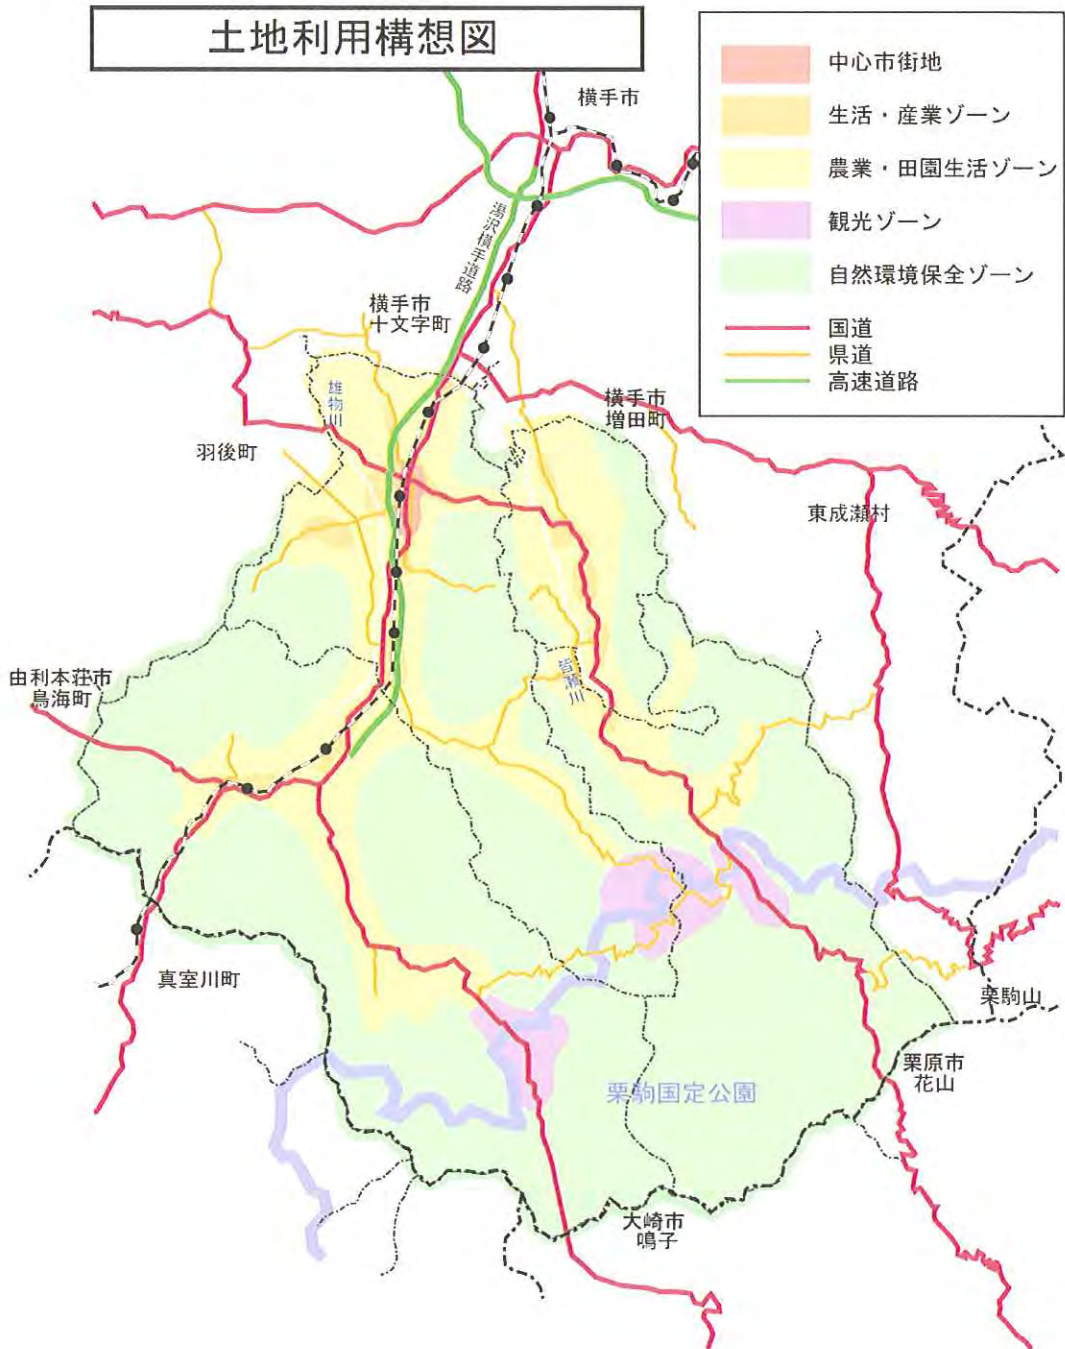 土地利用構想図
中心市街地
生活・産業ゾーン
農業・田園生活ゾーン
観光ゾーン
自然環境保全ゾーン
国道
県道
高速道路
横手市
湯沢横手道路
横手市
十文字町
雄物川
横手市
増田町
羽後町
東成瀬村
皆瀬川
由利本荘市
鳥海町
真室川町
栗駒山
栗原市
花山
栗駒国定公園
大崎市
鳴子